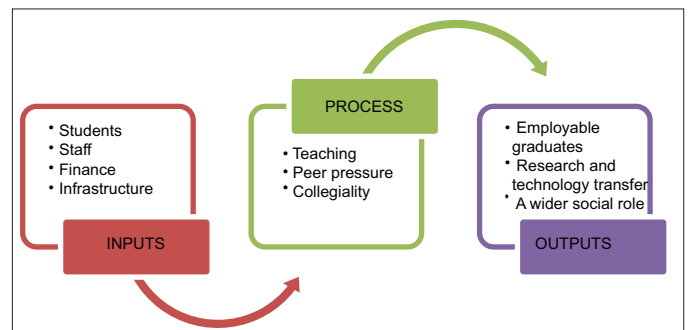 • Students
• Staff
• Finance
• Infrastructure
INPUTS
PROCESS
• Teaching
• Peer pressure
• Collegiality
• Employable
graduates
• Research and
technology transfer
• A wider social role
OUTPUTS